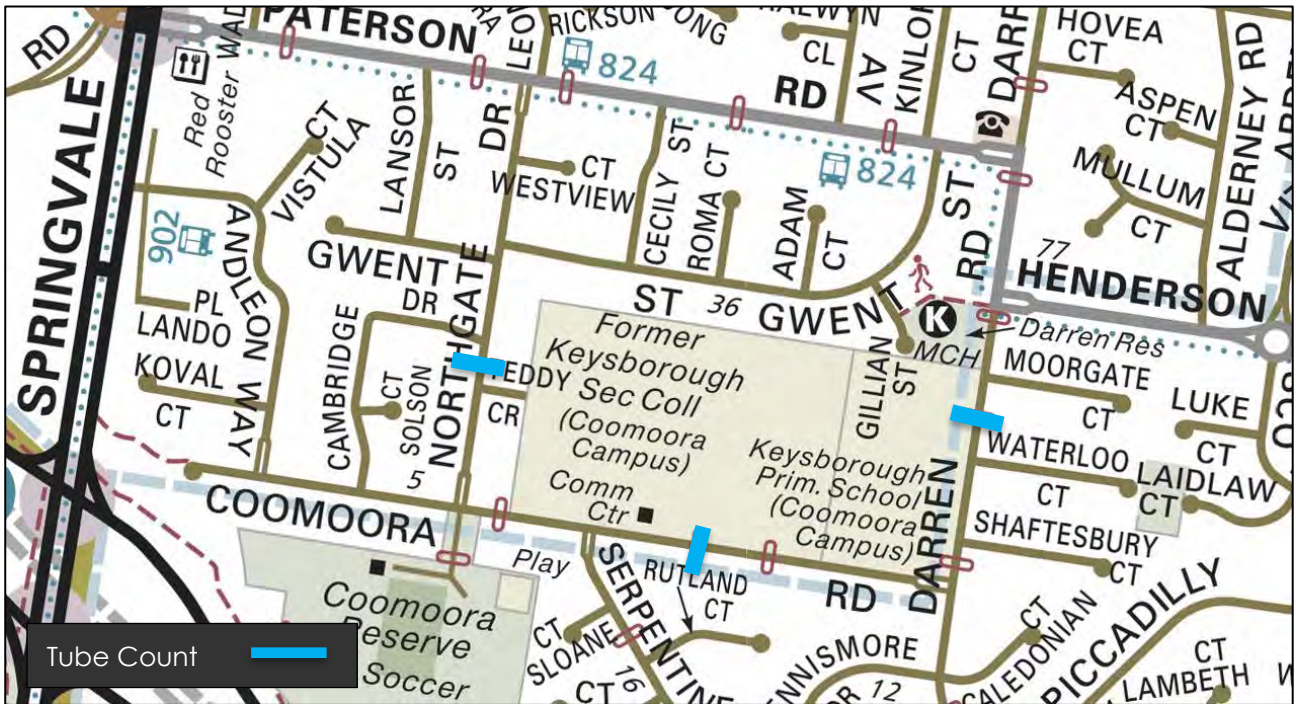 RD
PATERSON
LEO
RICKSON
ONG
ALWYN
CL
AV
KINLO
CT
DARR
HOVEA
CT
ASPEN
CT
MULLUM
CT
ALDERNEY RD
824
RD
Red
Rooster
SPRINGVALE
CT
VISTULA
LANSOR
ST
DR
CT
WESTVIEW
CECILY ST
ROMA CT
ADAM
CT
824
ST
RD
77
HENDERSON
902
ANDLEON WAY
PL
LANDO
KOVAL
CT
GWENT
DR
NORTHGATE
CAMBRIDGE
CT
SOLSON
5
ST 36 GWENT
K
MCH
Darren Res
GILLIAN
ST
MOORGATE
CT
LUKE
CT
WATERLOO
CT
LAIDLAW
CT
SHAFTESBURY
CT
EDDY
CR
Former
Keysborough
Sec Coll
(Coomoora
Campus)
Comm
Ctr
Keysborough
Prim. School
(Coomoora
Campus)
DARREN
COOMOORA
RD
Play
Coomoora
Reserve
Soccer
SERPENTINE
16
RUTLAND
CT
CT
SLOANE
CT
ENNISMORE
12
CT
CALEDONIAN
PICCADILLY
CT
LAMBETH
Tube Count